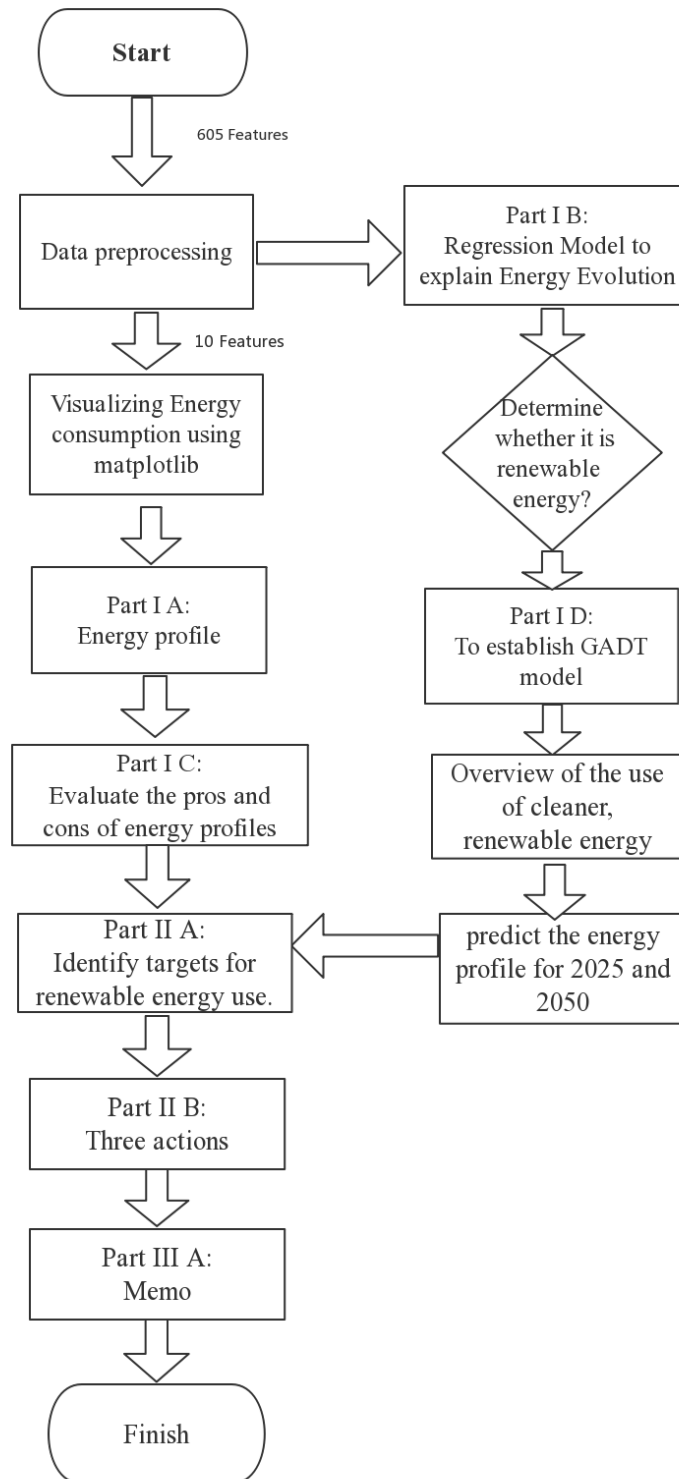 Start
605 Features
Data preprocessing
Part I B:
Regression Model to
explain Energy Evolution
10 Features
Visualizing Energy
consumption using
matplotlib
Determine
whether it is
renewable
energy?
Part I A:
Energy profile
Part I D:
To establish GADT
model
Part I C:
Evaluate the pros and
cons of energy profiles
Overview of the use
of cleaner,
renewable energy
Part II A:
Identify targets for
renewable energy use.
predict the energy
profile for 2025 and
2050
Part II B:
Three actions
Part III A:
Memo
Finish